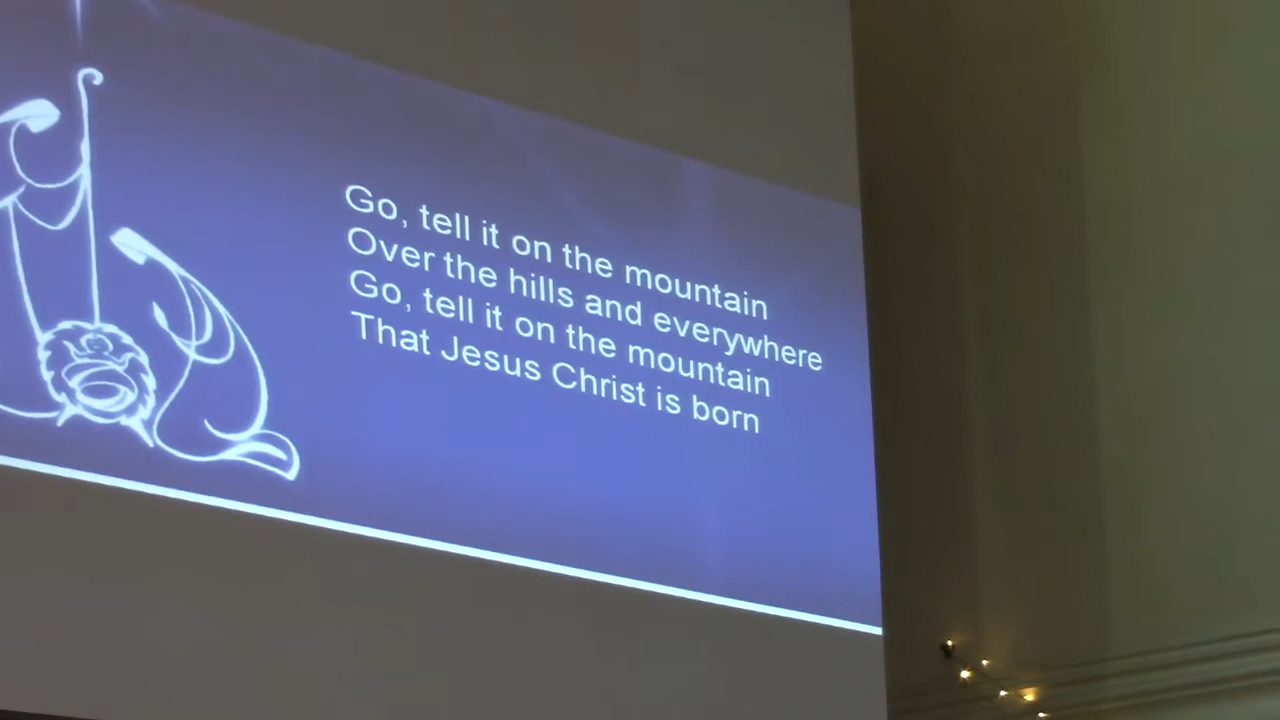 Go, tell it on the mountain
Over the hills and everywhere
Go, tell it on the mountain
That Jesus Christ is born